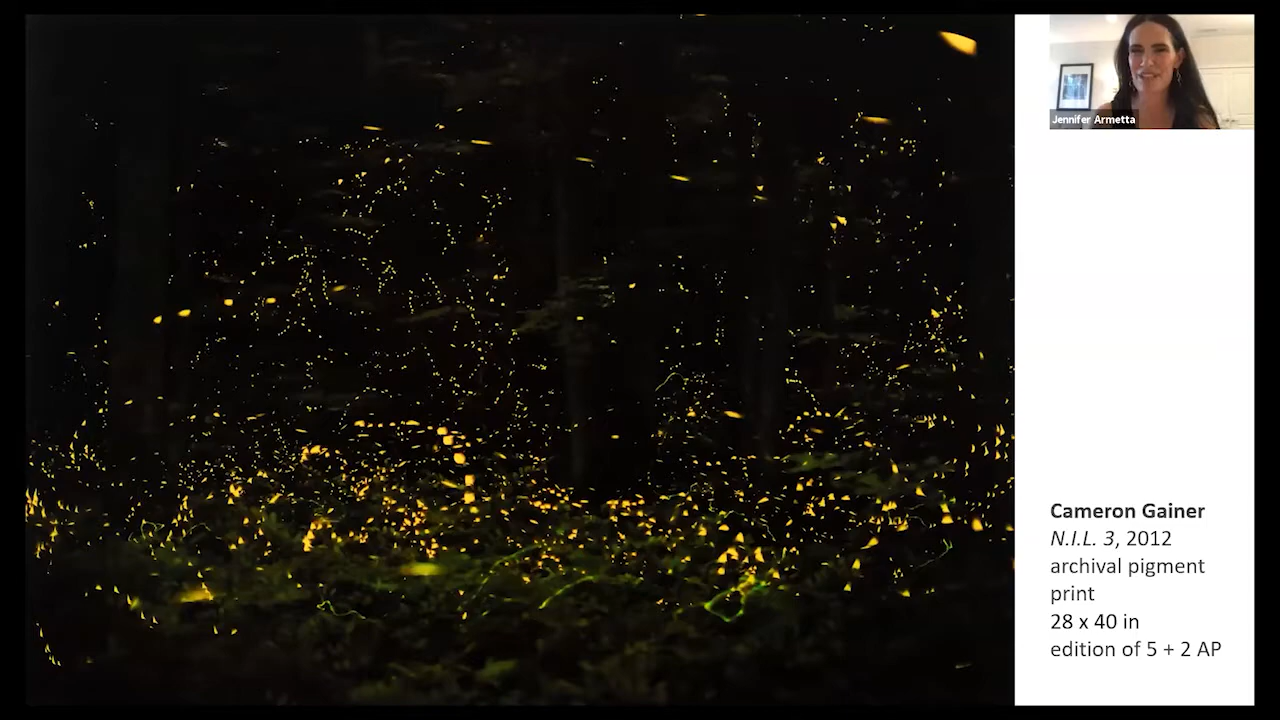 Jennifer Armetta
Cameron Gainer
N.I.L. 3, 2012
archival pigment
print
28 x 40 in
edition of 5 + 2 AP